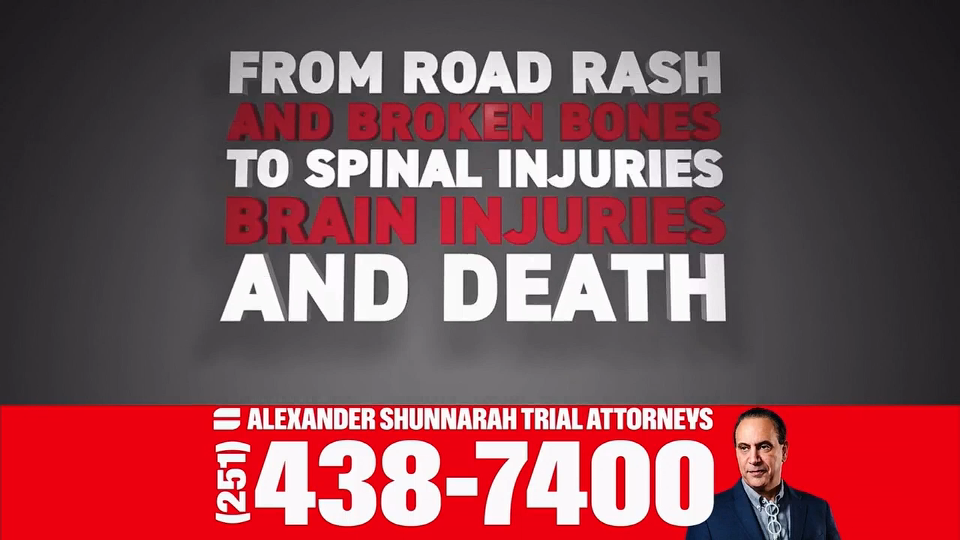 FROM ROAD RASH
AND BROKEN BONES
TO SPINAL INJURIES
BRAIN INJURIES
AND DEATH
ALEXANDER SHUNNARAH TRIAL ATTORNEYS
(251) 438-7400